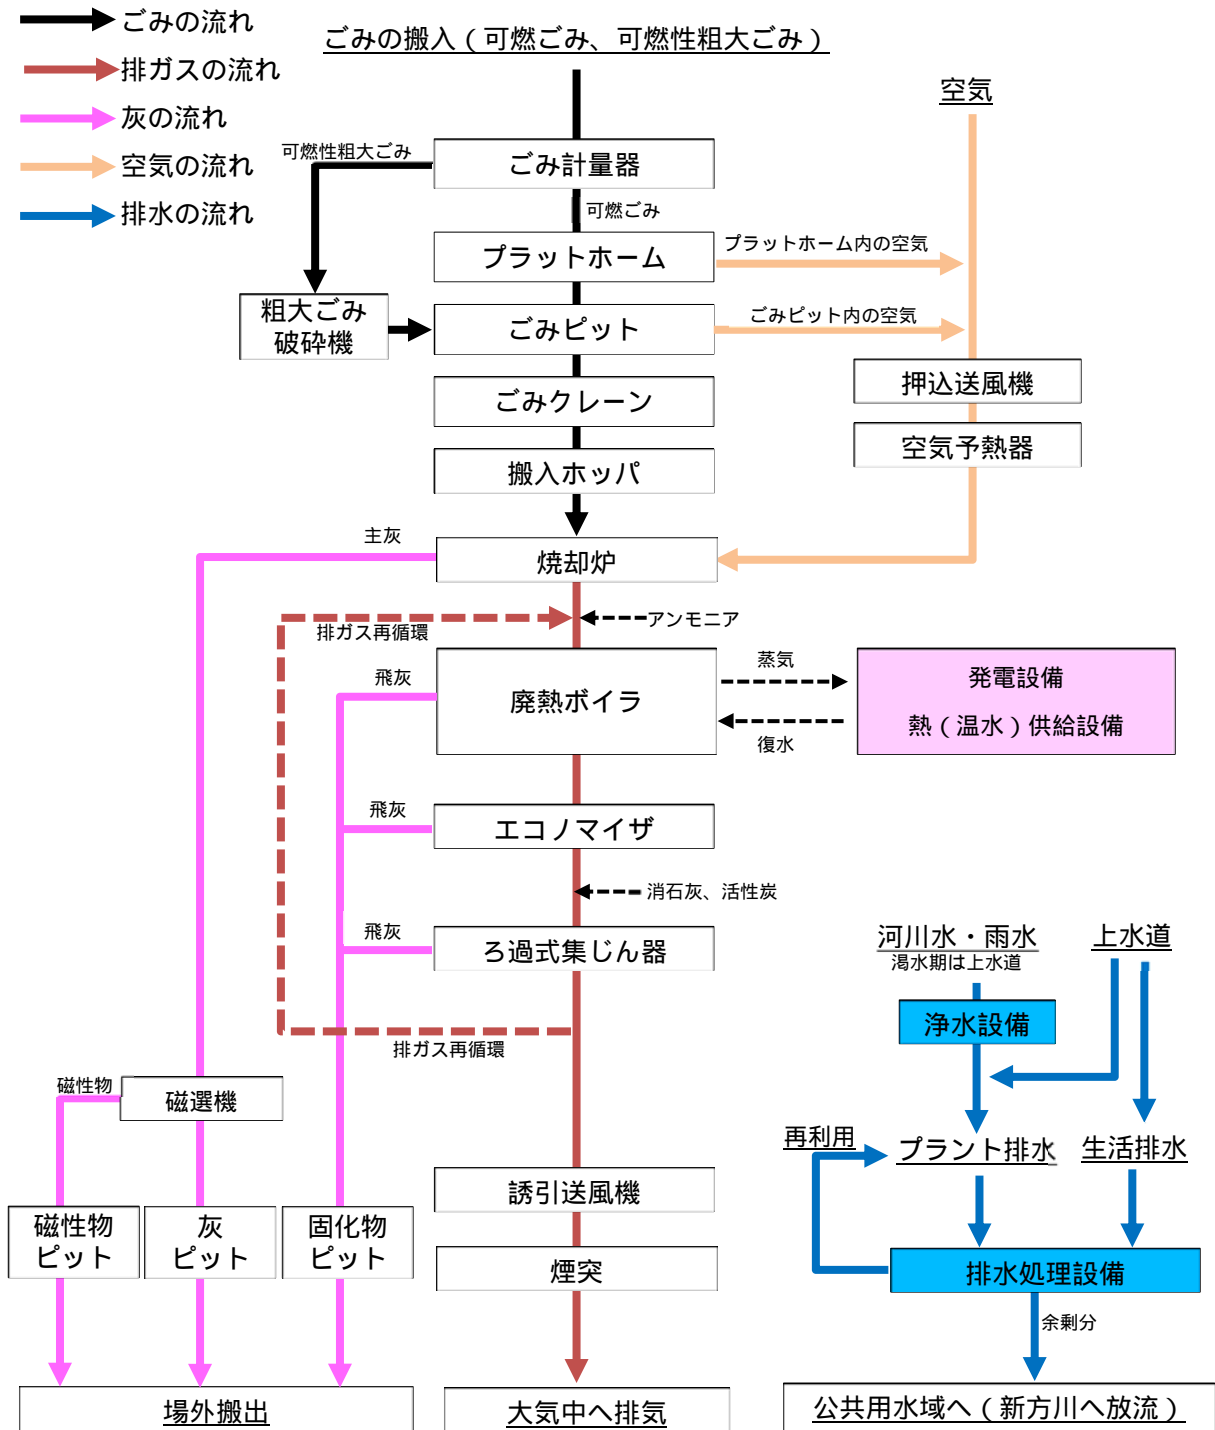 ごみの流れ
排ガスの流れ
灰の流れ
空気の流れ
排水の流れ
ごみの搬入（可燃ごみ、可燃性粗大ごみ）
空気
可燃性粗大ごみ
ごみ計量器
可燃ごみ
プラットホーム
プラットホーム内の空気
粗大ごみ
破砕機
ごみピット
ごみピット内の空気
押込送風機
ごみクレーン
空気予熱器
搬入ホッパ
主灰
焼却炉
アンモニア
排ガス再循環
飛灰
廃熱ボイラ
蒸気
復水
発電設備
熱（温水）供給設備
飛灰
エコノマイザ
消石灰、活性炭
飛灰
ろ過式集じん器
排ガス再循環
河川水・雨水
渇水期は上水道
上水道
浄水設備
磁性物
磁選機
再利用
プラント排水
生活排水
誘引送風機
磁性物
ピット
灰
ピット
固化物
ピット
煙突
排水処理設備
余剰分
場外搬出
大気中へ排気
公共用水域へ（新方川へ放流）